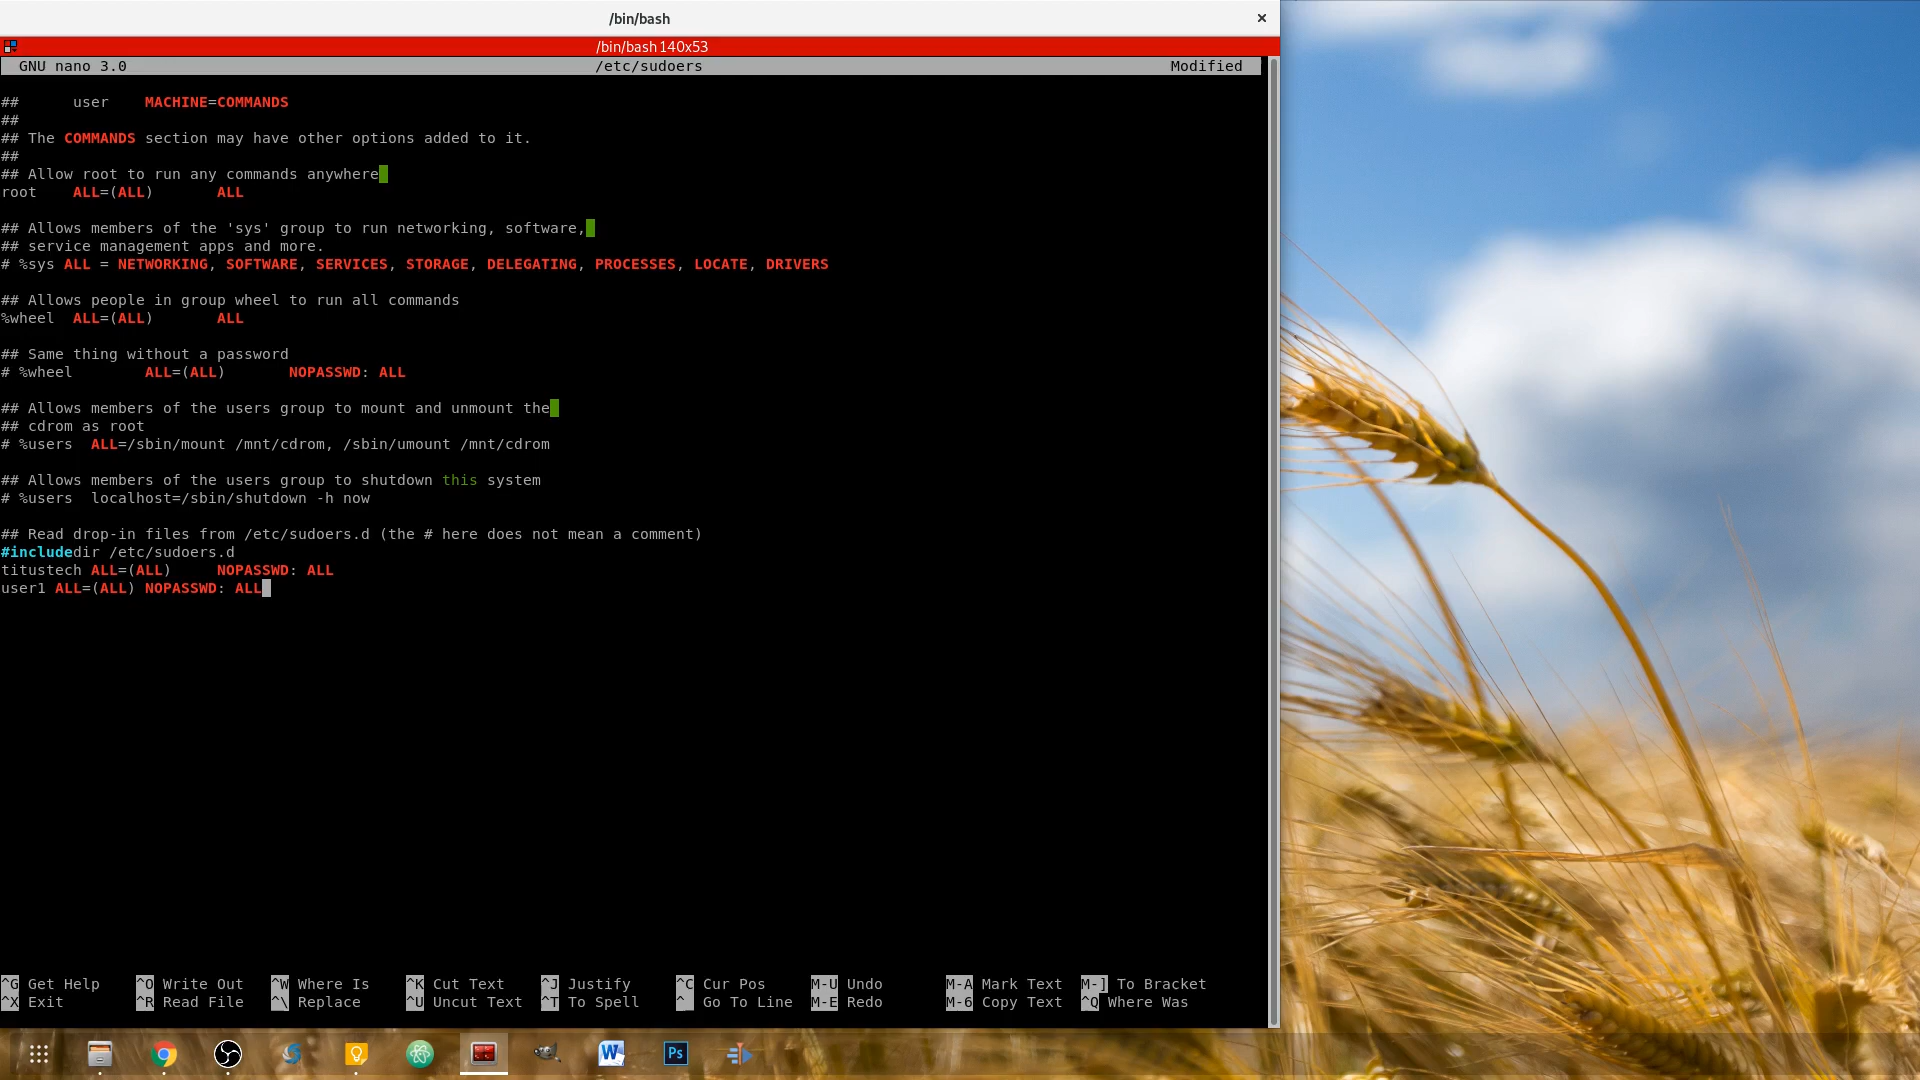 /bin/bash
×
/bin/bash 140x53
GNU nano 3.0 /etc/sudoers Modified
## user MACHINE=COMMANDS
##
## The COMMANDS section may have other options added to it.
##
## Allow root to run any commands anywhere
root ALL=(ALL) ALL
## Allows members of the 'sys' group to run networking, software,
## service management apps and more.
# %sys ALL = NETWORKING, SOFTWARE, SERVICES, STORAGE, DELEGATING, PROCESSES, LOCATE, DRIVERS
## Allows people in group wheel to run all commands
%wheel ALL=(ALL) ALL
## Same thing without a password
# %wheel ALL=(ALL) NOPASSWD: ALL
## Allows members of the users group to mount and unmount the
## cdrom as root
# %users ALL=/sbin/mount /mnt/cdrom, /sbin/umount /mnt/cdrom
## Allows members of the users group to shutdown this system
# %users localhost=/sbin/shutdown -h now
## Read drop-in files from /etc/sudoers.d (the # here does not mean a comment)
#includedir /etc/sudoers.d
titustech ALL=(ALL) NOPASSWD: ALL
user1 ALL=(ALL) NOPASSWD: ALL
^G Get Help ^O Write Out ^W Where Is ^K Cut Text ^J Justify ^C Cur Pos M-U Undo M-A Mark Text M-] To Bracket
^X Exit ^R Read File ^\ Replace ^U Uncut Text ^T To Spell ^_ Go To Line M-E Redo M-6 Copy Text ^Q Where Was
W Ps